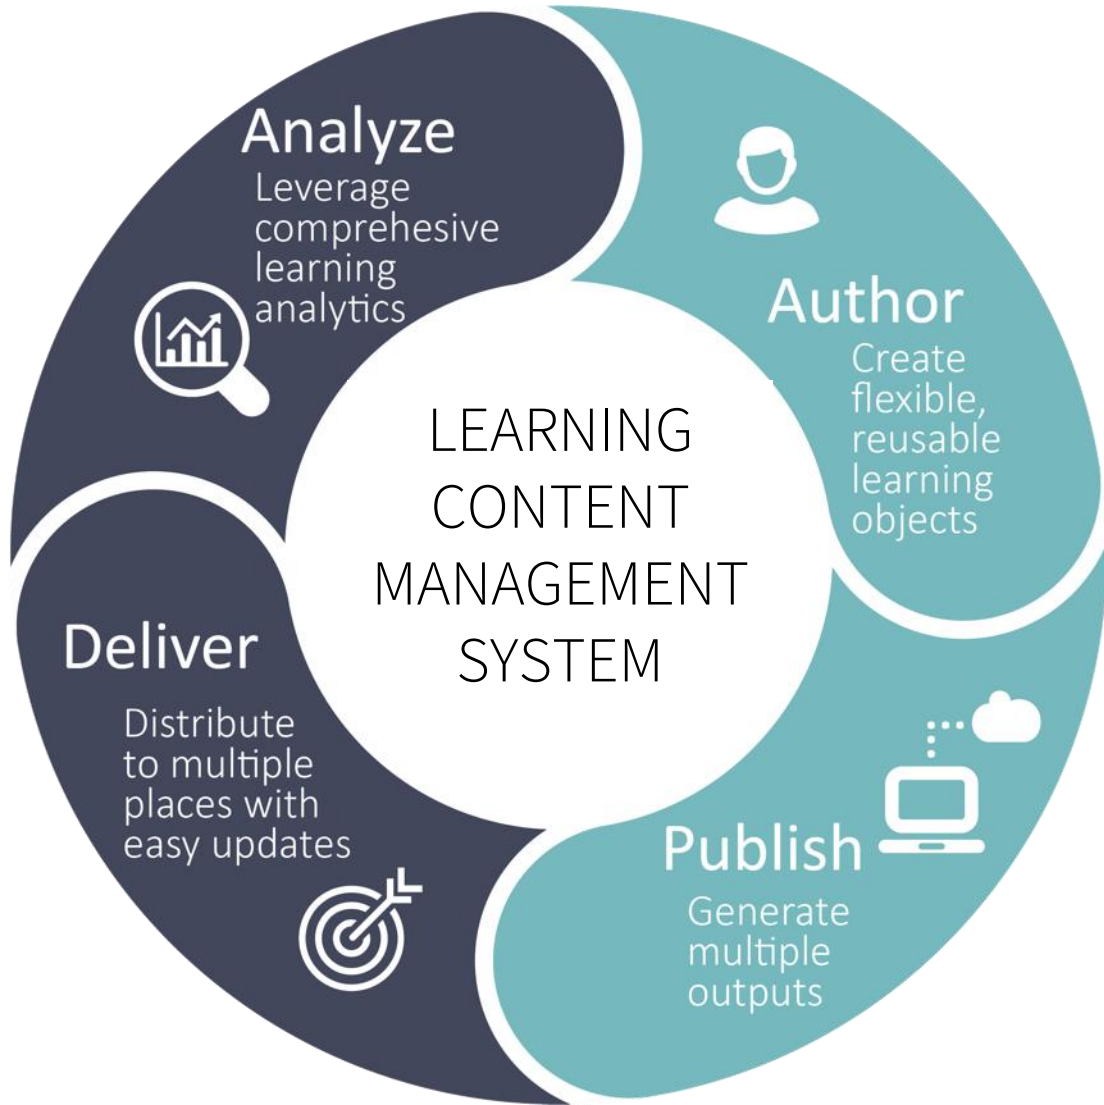 Analyze
Leverage
comprehesive
learning
analytics
Author
Create
flexible,
reusable
learning
objects
LEARNING
CONTENT
MANAGEMENT
SYSTEM
Deliver
Distribute
to multiple
places with
easy updates
Publish
Generate
multiple
outputs